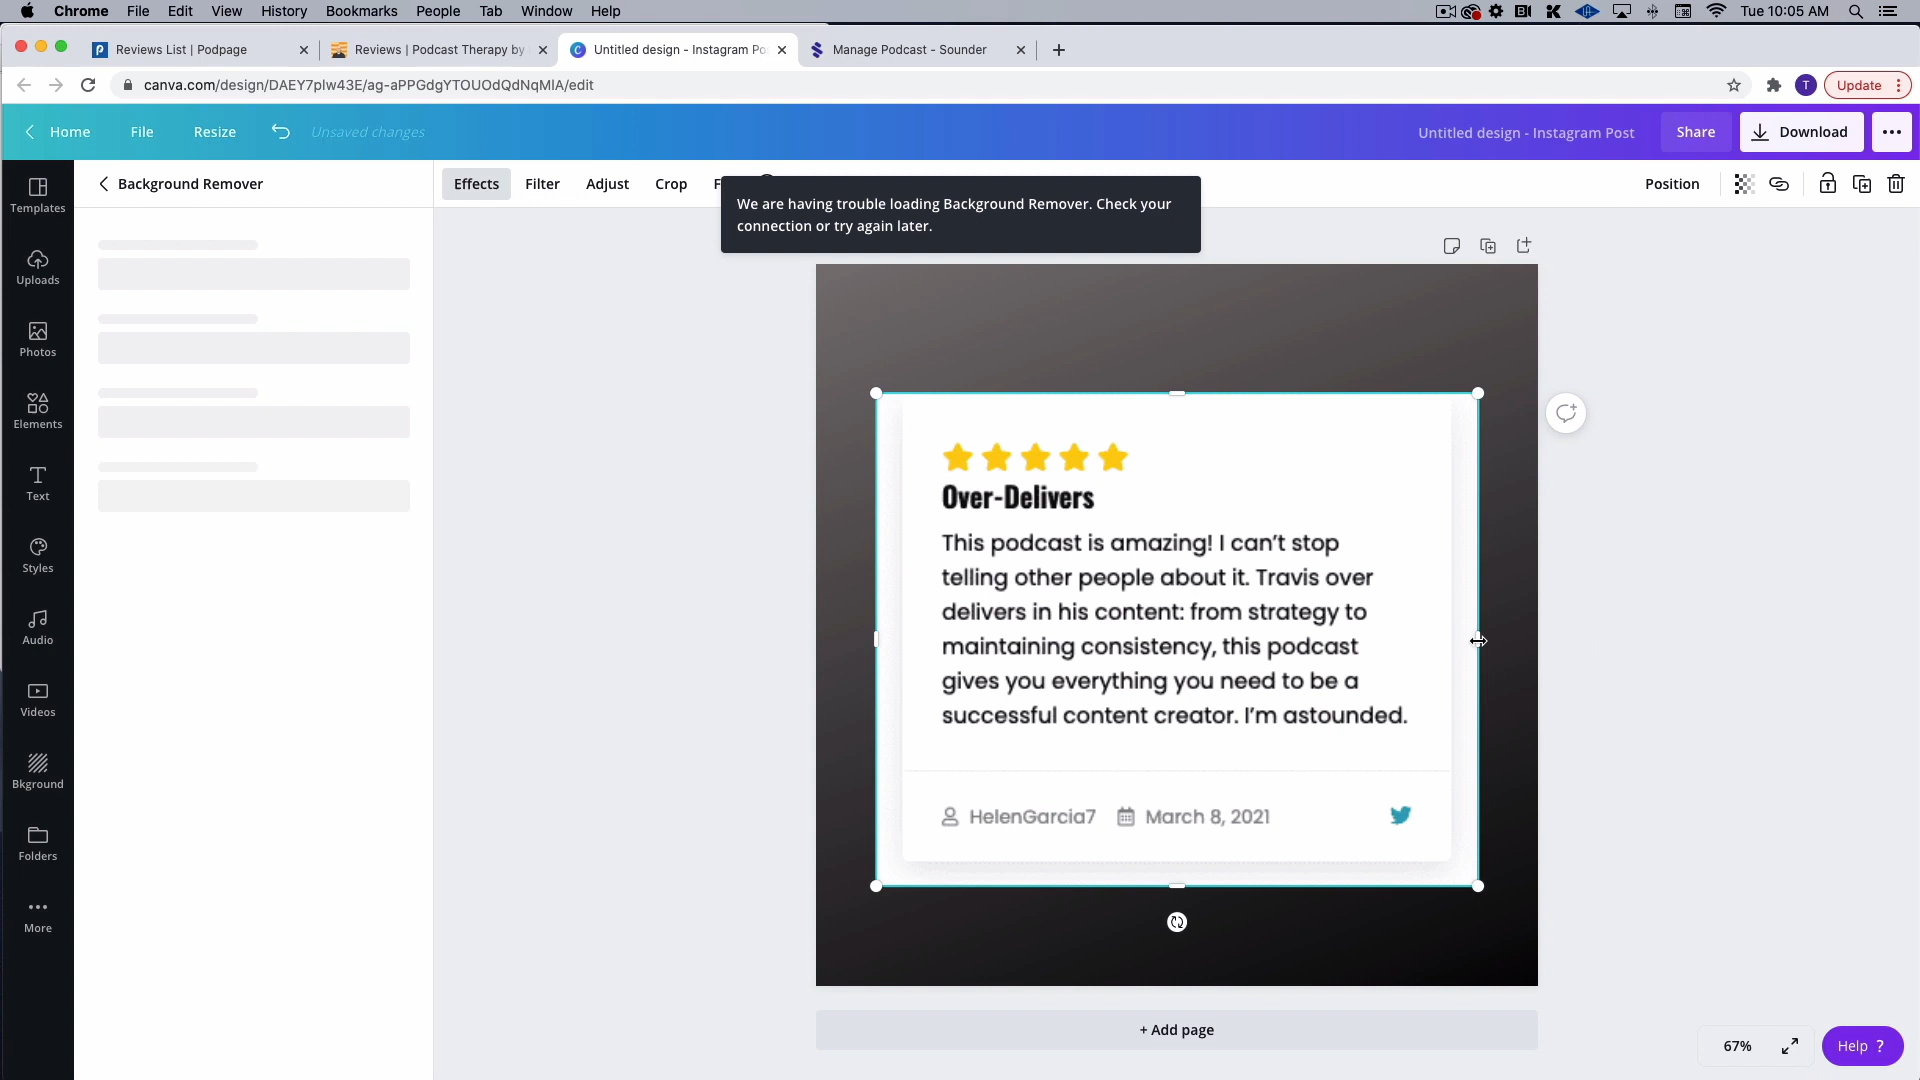 Chrome File Edit View History Bookmarks People Tab Window Help
Tue 10:05 AM
Reviews List | Podpage
Reviews | Podcast Therapy by
Untitled design - Instagram Po
Manage Podcast - Sounder
canva.com/design/DAEY7plw43E/ag-aPPGdgYTOUOdQdNqMIA/edit
T
Update
Home
File
Resize
Unsaved changes
Untitled design - Instagram Post
Share
Download
Background Remover
Effects
Filter
Adjust
Crop
Position
We are having trouble loading Background Remover. Check your
connection or try again later.
Templates
Uploads
Photos
Elements
Text
Styles
Audio
Videos
Bkground
Folders
More
Over-Delivers
This podcast is amazing! I can't stop
telling other people about it. Travis over
delivers in his content: from strategy to
maintaining consistency, this podcast
gives you everything you need to be a
successful content creator. I'm astounded.
HelenGarcia7 March 8, 2021
+ Add page
67%
Help ?